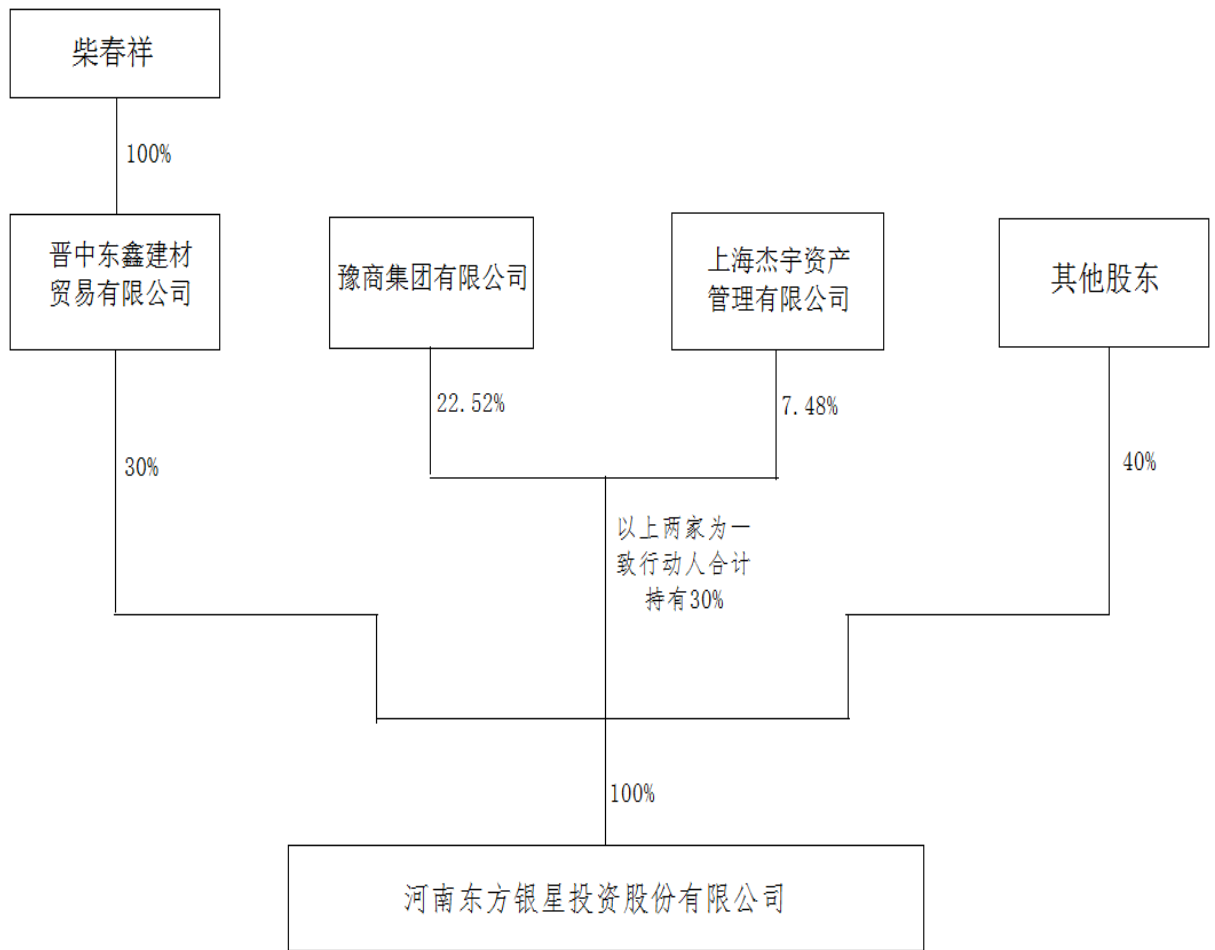 柴春祥
100%
晋中东鑫建材
贸易有限公司
豫商集团有限公司
上海杰宇资产
管理有限公司
其他股东
22.52%
7.48%
30%
40%
以上两家为一
致行动人合计
持有30%
100%
河南东方银星投资股份有限公司